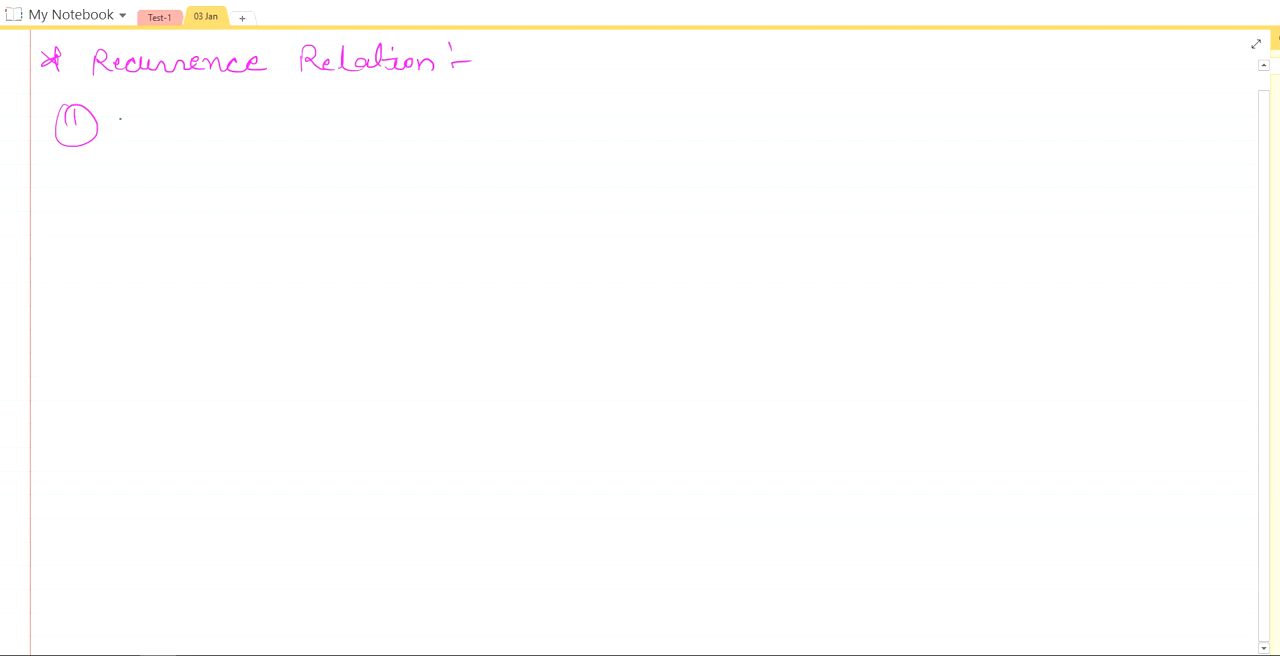 My Notebook
Test-1
03 Jan
+
* Recurrence Relation :-
(1)